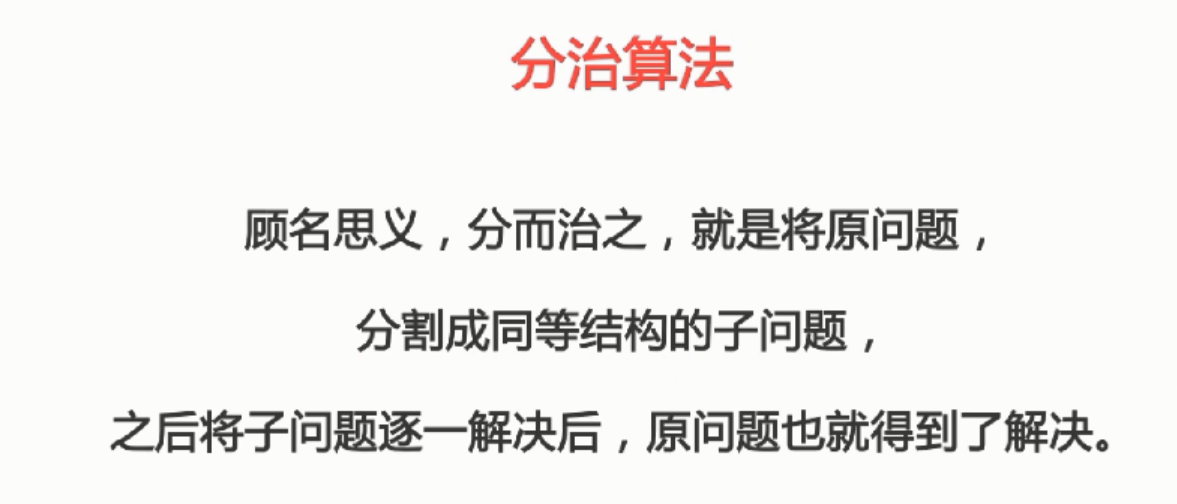 分治算法
顾名思义，分而治之，就是将原问题，
分割成同等结构的子问题，
之后将子问题逐一解决后，原问题也就得到了解决。